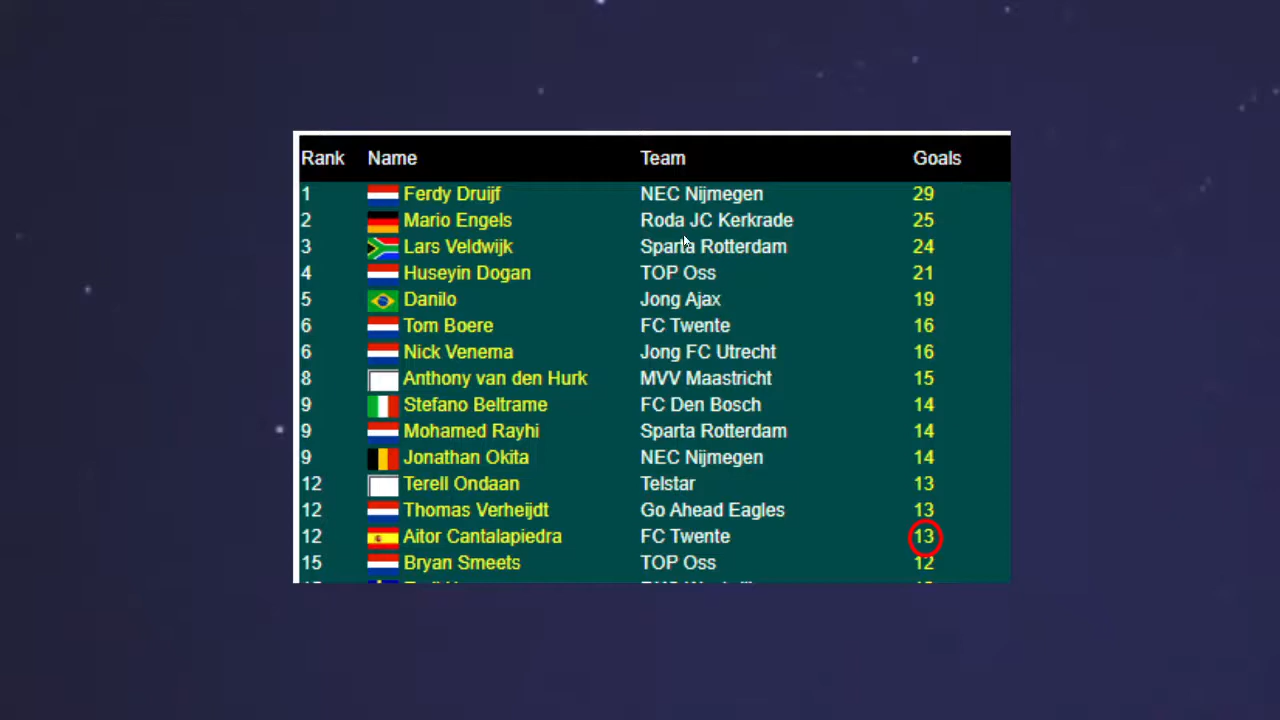 Rank Name Team Goals
1 Ferdy Druijf NEC Nijmegen 29
2 Mario Engels Roda JC Kerkrade 25
3 Lars Veldwijk Sparta Rotterdam 24
4 Huseyin Dogan TOP Oss 21
5 Danilo Jong Ajax 19
6 Tom Boere FC Twente 16
6 Nick Venema Jong FC Utrecht 16
8 Anthony van den Hurk MVV Maastricht 15
9 Stefano Beltrame FC Den Bosch 14
9 Mohamed Rayhi Sparta Rotterdam 14
9 Jonathan Okita NEC Nijmegen 14
12 Terell Ondaan Telstar 13
12 Thomas Verheijdt Go Ahead Eagles 13
12 Aitor Cantalapiedra FC Twente 13
15 Bryan Smeets TOP Oss 12